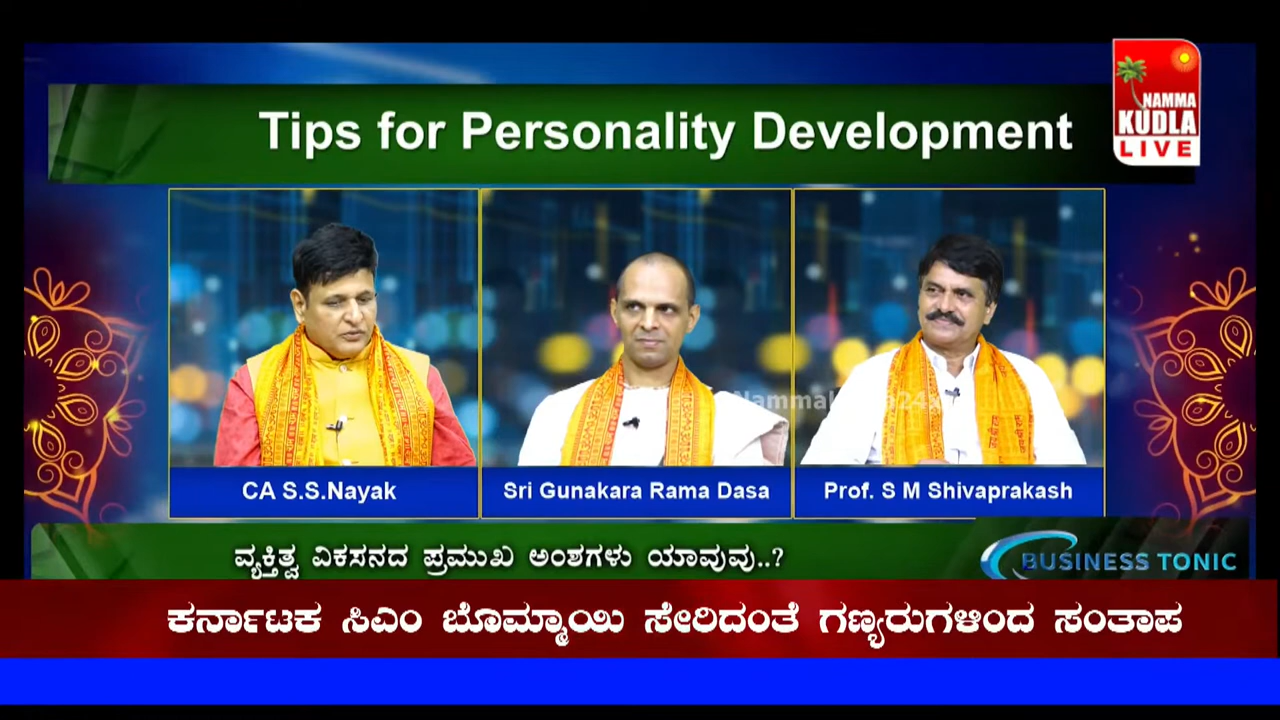 Tips for Personality Development
NAMMA
KUDLA
LIVE
CA S.S.Nayak
Sri Gunakara Rama Dasa
Prof. S M Shivaprakash
ವ್ಯಕ್ತಿತ್ವ ವಿಕಸನದ ಪ್ರಮುಖ ಅಂಶಗಳು ಯಾವುವು..?
BUSINESS TONIC
ಕರ್ನಾಟಕ ಸಿಎಂ ಬೊಮ್ಮಾಯಿ ಸೇರಿದಂತೆ ಗಣ್ಯರುಗಳಿಂದ ಸಂತಾಪ